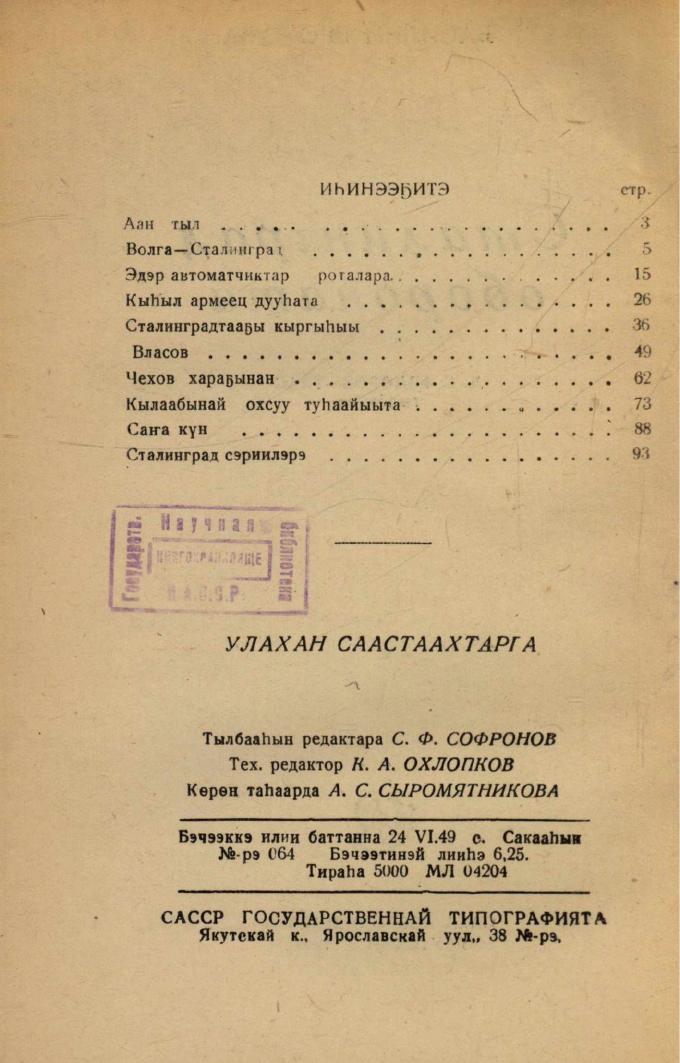 ИҺИНЭЭҔИТЭ стр.
Аан тыл . . . . . . . . . . . . . . . . . . . 3
Волга—Сталинград . . . . . . . . . . . . . . . 5
Эдэр автоматчиктар роталара. . . . . . . . . . . . 15
Кыһыл армеец дууһата . . . . . . . . . . . . . . 26
Сталинградтааҕы кыргыһыы . . . . . . . . . . . . 36
Власов . . . . . . . . . . . . . . . . . . . . 49
Чехов хараҕынан . . . . . . . . . . . . . . . . 62
Кылаабынай охсуу туһаайыыта . . . . . . . . . . 73
Саҥа күн . . . . . . . . . . . . . . . . . . . 88
Сталинград сэриилэрэ . . . . . . . . . . . . . . 93
Государств.
Научная
библиотека
КНИГОХРАНИЛИЩЕ
Я.А.С.С.Р.
УЛАХАН СААСТААХТАРГА
Тылбааһын редактара С. Ф. СОФРОНОВ
Тех. редактор К. А. ОХЛОПКОВ
Көрөн таһаарда А. С. СЫРОМЯТНИКОВА
Бэчээккэ илии баттанна 24 VI.49 с. Сакааһын
№-рэ 064 Бэчээтинэй лииһэ 6,25.
Тираһа 5000 МЛ 04204
САССР ГОСУДАРСТВЕННАЙ ТИПОГРАФИЯТА
Якутскай к., Ярославскай уул., 38 №-рэ.